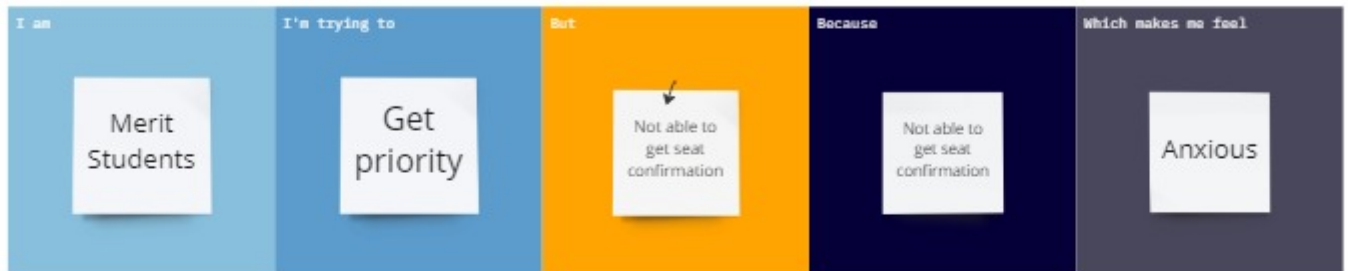 I am
Merit
Students
I'm trying to
Get
priority
But
Not able to
get seat
confirmation
Because
Not able to
get seat
confirmation
Which makes me feel
Anxious